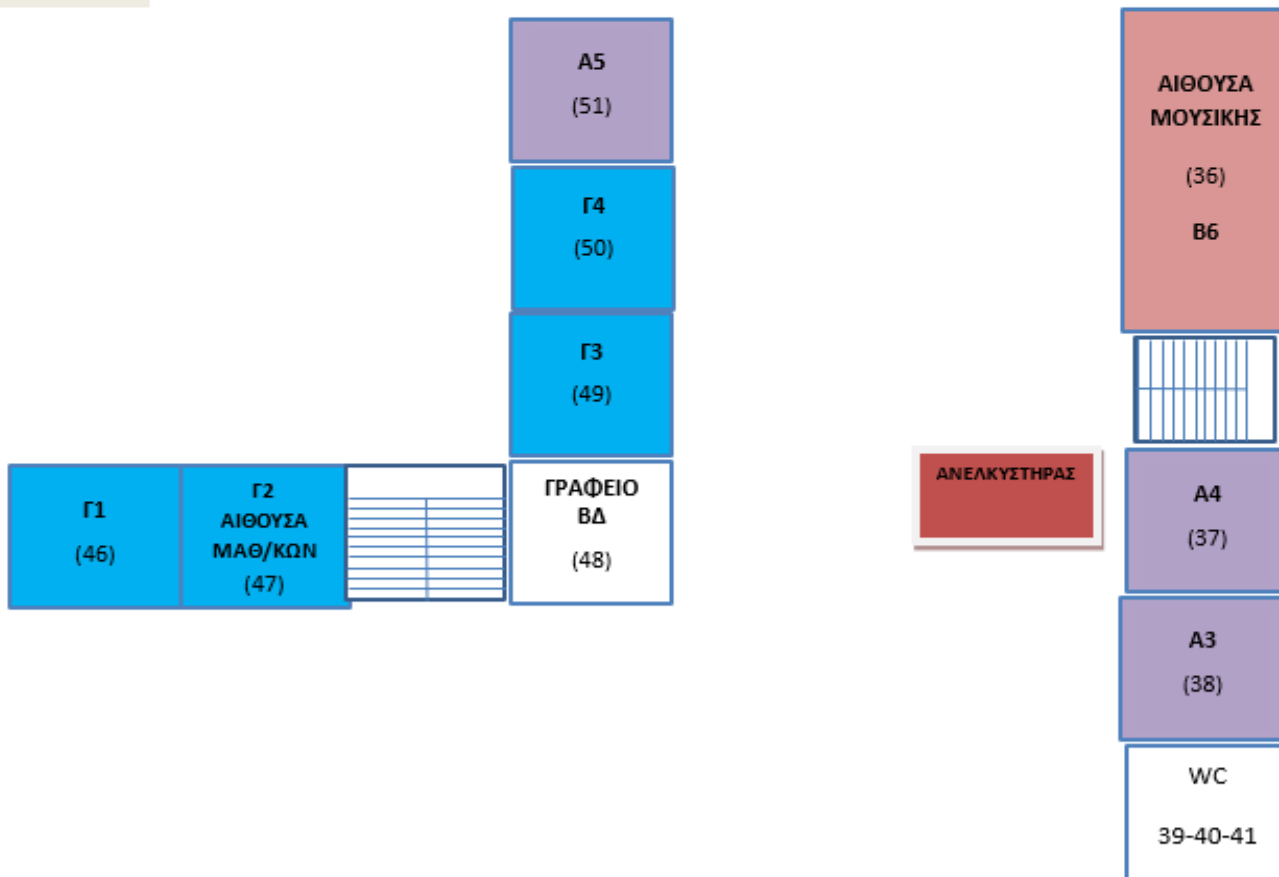 Α5
(51)
Γ4
(50)
Γ3
(49)
Γ1
(46)
Γ2
ΑΙΘΟΥΣΑ
ΜΑΘ/ΚΩΝ
(47)
ΓΡΑΦΕΙΟ
ΒΔ
(48)
ΑΙΘΟΥΣΑ
ΜΟΥΣΙΚΗΣ
(36)
Β6
ΑΝΕΛΚΥΣΤΗΡΑΣ
Α4
(37)
Α3
(38)
WC
39-40-41